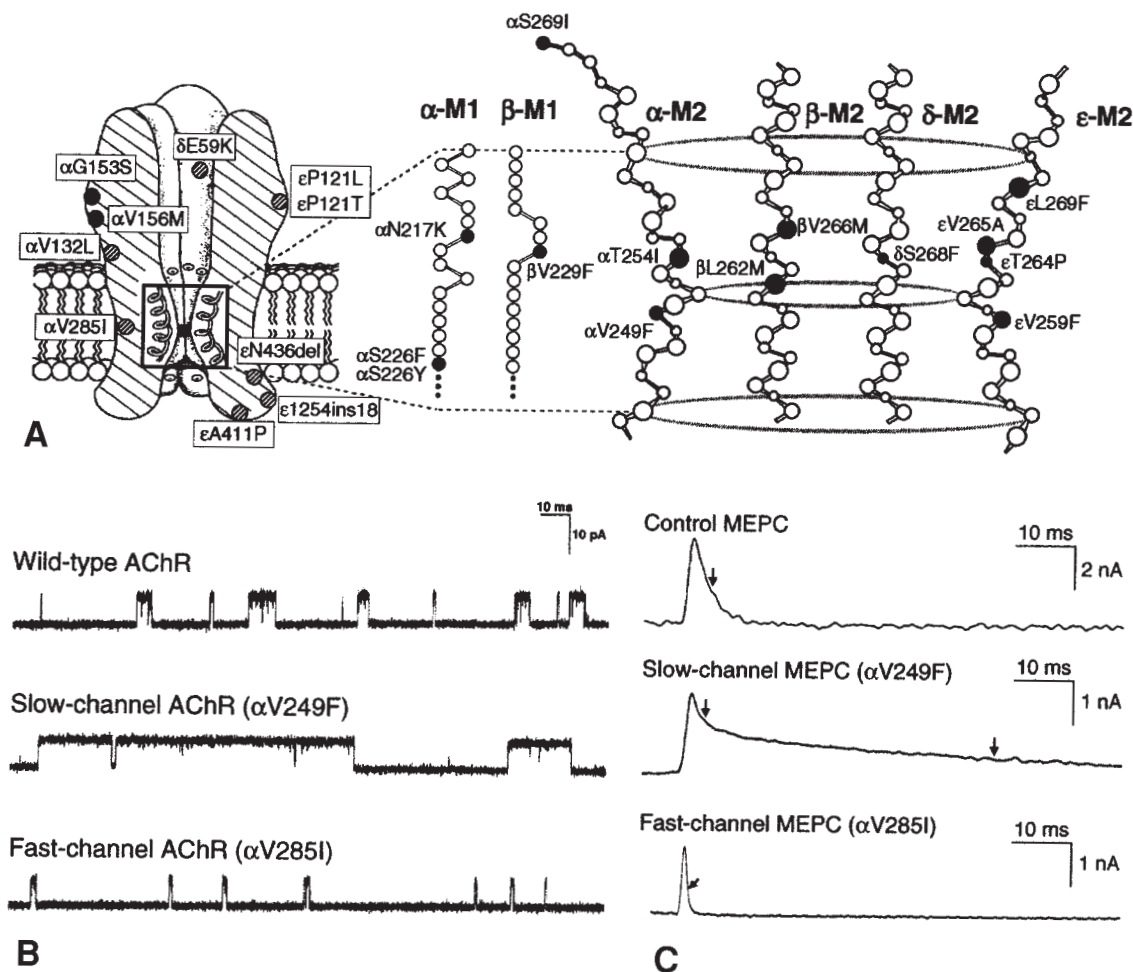 αS269I
α-M1
β-M1
α-M2
β-M2
δ-M2
ε-M2
δE59K
αG153S
εP121L
εP121T
αV156M
αV132L
αN217K
βV229F
αV285I
εN436del
αS226F
αS226Y
ε1254ins18
εA411P
εL269F
βV266M
εV265A
αT254I
βL262M
δS268F
εT264P
αV249F
εV259F
A
10 ms
10 pA
Wild-type AChR
Slow-channel AChR (αV249F)
Fast-channel AChR (αV285I)
B
Control MEPC
10 ms
2 nA
Slow-channel MEPC (αV249F)
10 ms
1 nA
Fast-channel MEPC (αV285I)
10 ms
1 nA
C